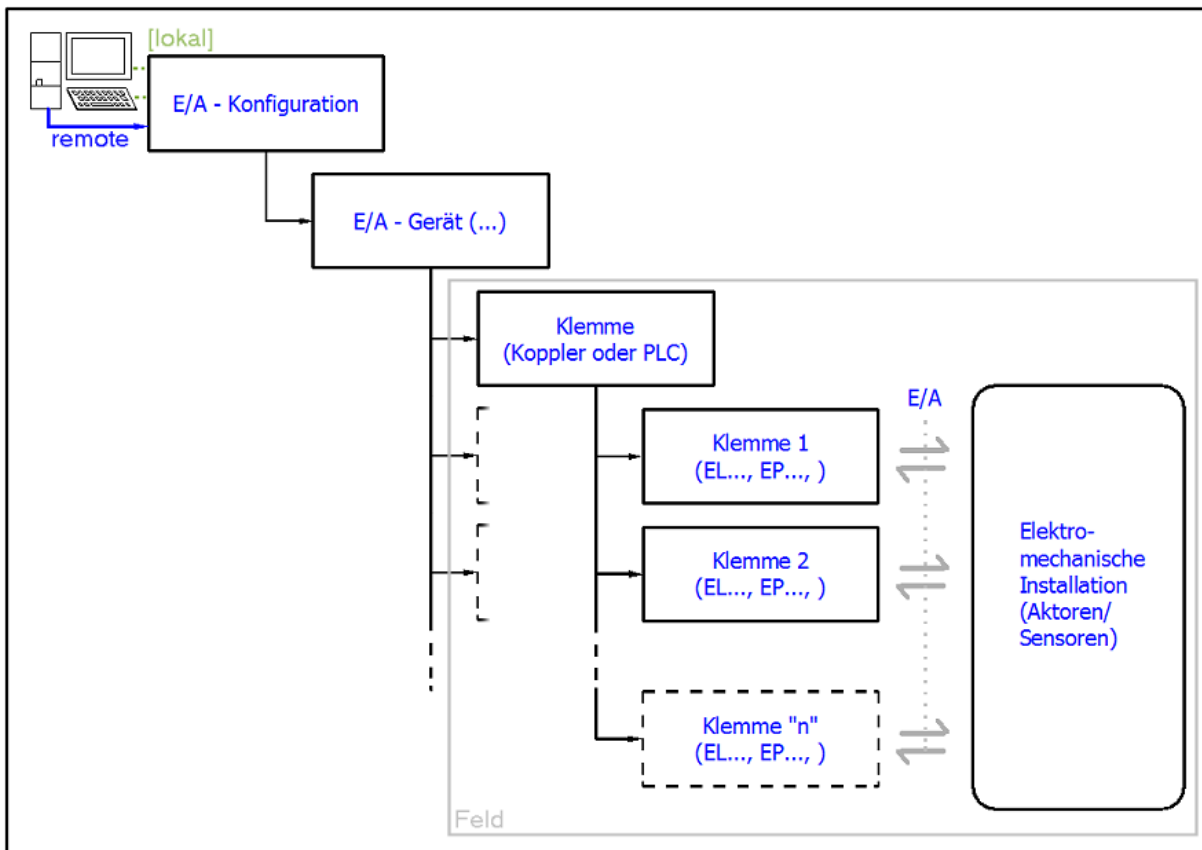 [lokal]
E/A - Konfiguration
remote
E/A - Gerät (...)
Klemme
(Koppler oder PLC)
E/A
Klemme 1
(EL..., EP..., )
Klemme 2
(EL..., EP..., )
Klemme "n"
(EL..., EP..., )
Elektro-
mechanische
Installation
(Aktoren/
Sensoren)
Feld